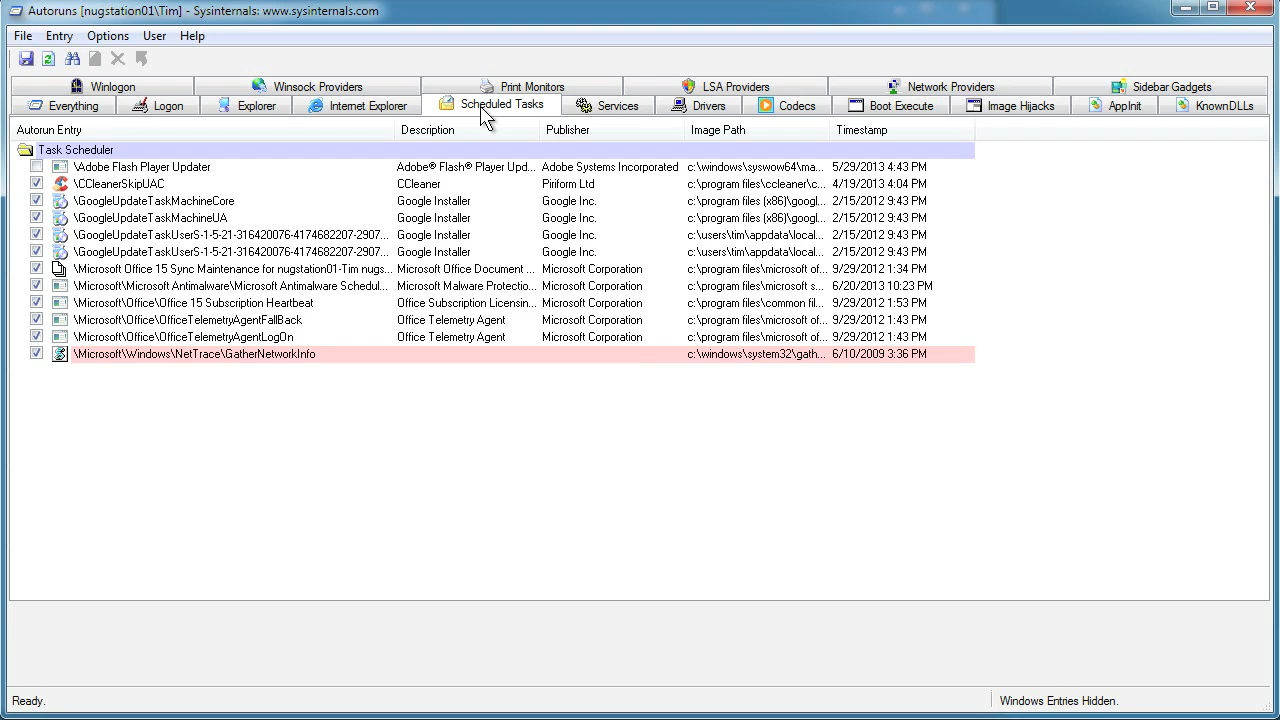 Autoruns [nugstation01\Tim] - Sysinternals: www.sysinternals.com
File Entry Options User Help
Winlogon Winsock Providers Print Monitors LSA Providers Network Providers Sidebar Gadgets
Everything Logon Explorer Internet Explorer Scheduled Tasks Services Drivers Codecs Boot Execute Image Hijacks AppInit KnownDLLs
Autorun Entry Description Publisher Image Path Timestamp
Task Scheduler
\Adobe Flash Player Updater Adobe® Flash® Player Upd... Adobe Systems Incorporated c:\windows\syswow64\ma... 5/29/2013 4:43 PM
\CCleanerSkipUAC CCleaner Piriform Ltd c:\program files\ccleaner\c... 4/19/2013 4:04 PM
\GoogleUpdateTaskMachineCore Google Installer Google Inc. c:\program files (x86)\googl... 2/15/2012 9:43 PM
\GoogleUpdateTaskMachineUA Google Installer Google Inc. c:\program files (x86)\googl... 2/15/2012 9:43 PM
\GoogleUpdateTaskUserS-1-5-21-316420076-4174682207-2907... Google Installer Google Inc. c:\users\tim\appdata\local... 2/15/2012 9:43 PM
\GoogleUpdateTaskUserS-1-5-21-316420076-4174682207-2907... Google Installer Google Inc. c:\users\tim\appdata\local... 2/15/2012 9:43 PM
\Microsoft Office 15 Sync Maintenance for nugstation01-Tim nugs... Microsoft Office Document ... Microsoft Corporation c:\program files\microsoft of... 9/29/2012 1:34 PM
\Microsoft\Microsoft Antimalware\Microsoft Antimalware Schedul... Microsoft Malware Protectio... Microsoft Corporation c:\program files\microsoft s... 6/20/2013 10:23 PM
\Microsoft\Office\Office 15 Subscription Heartbeat Office Subscription Licensin... Microsoft Corporation c:\program files\common fil... 9/29/2012 1:53 PM
\Microsoft\Office\OfficeTelemetryAgentFallBack Office Telemetry Agent Microsoft Corporation c:\program files\microsoft of... 9/29/2012 1:43 PM
\Microsoft\Office\OfficeTelemetryAgentLogOn Office Telemetry Agent Microsoft Corporation c:\program files\microsoft of... 9/29/2012 1:43 PM
\Microsoft\Windows\NetTrace\GatherNetworkInfo c:\windows\system32\gath... 6/10/2009 3:36 PM
Ready. Windows Entries Hidden.